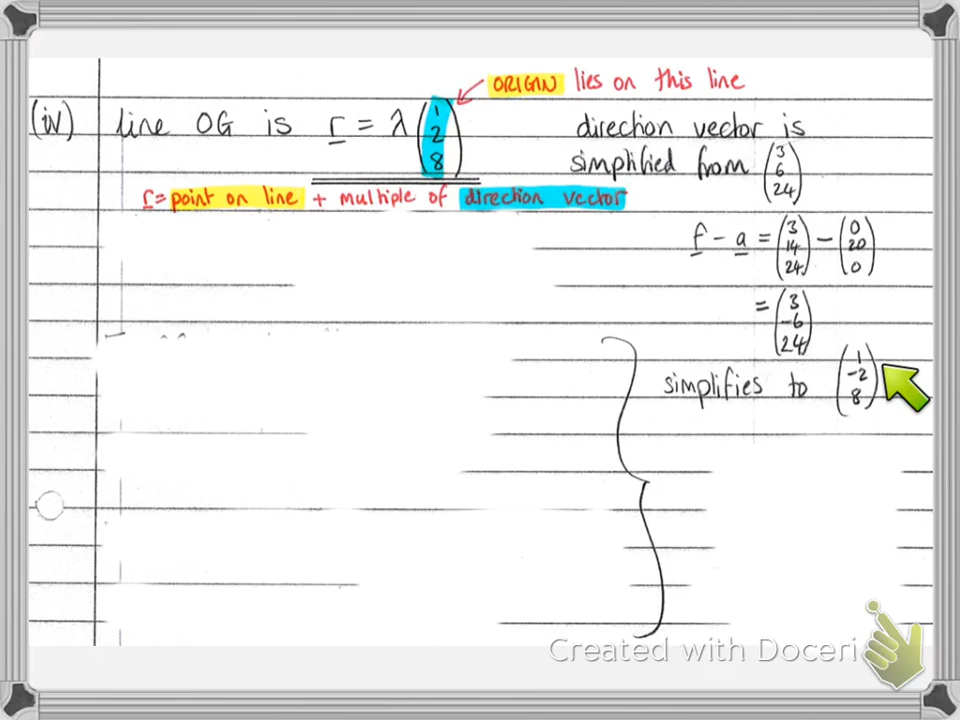 ORIGIN lies on this line
(iv) line OG is r = λ (1 2 8)
direction vector is
simplified from (3 6 24)
r = point on line + multiple of direction vector
f - a = (3 14 24) - (0 20 0)
= (3 -6 24)
simplifies to (1 -2 8)
Created with Doceri